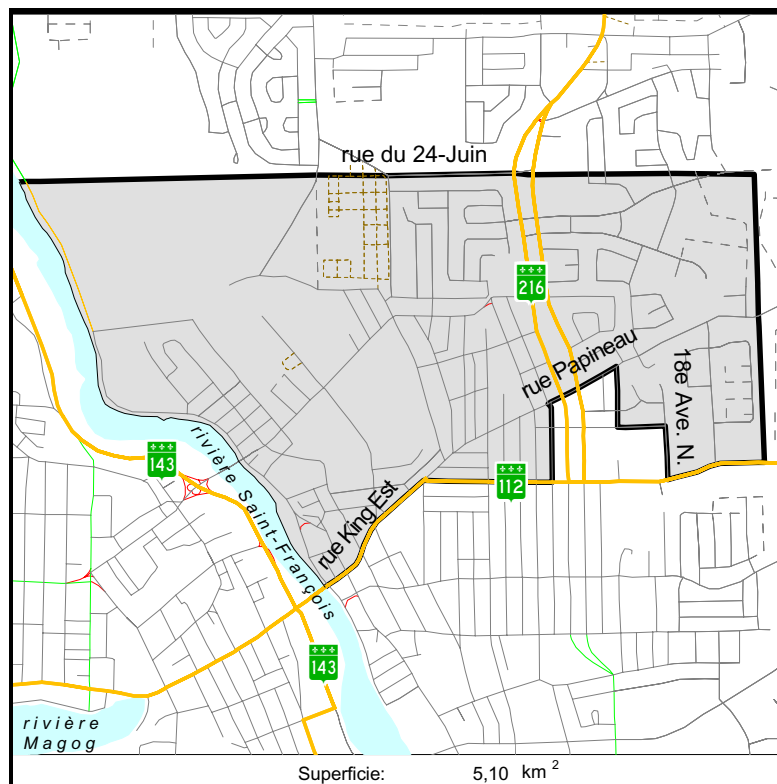 rue du 24-Juin
216
rue Papineau
18e Ave. N.
143
rivière Saint-François
112
rue King Est
143
rivière
Magog
Superficie: 5,10 km 2